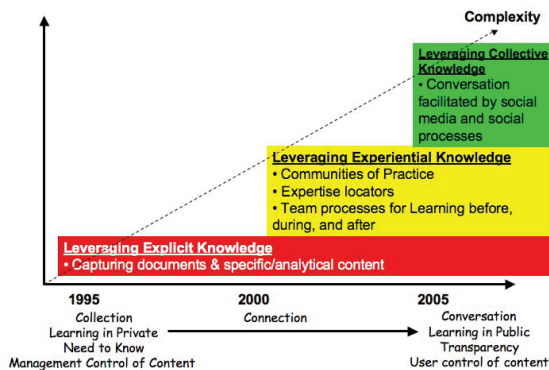 Complexity
Leveraging Collective
Knowledge
• Conversation
facilitated by social
media and social
processes
Leveraging Experiential Knowledge
• Communities of Practice
• Expertise locators
• Team processes for Learning before,
during, and after
Leveraging Explicit Knowledge
• Capturing documents & specific/analytical content
1995
2000
2005
Collection
Learning in Private
Need to Know
Management Control of Content
Connection
Conversation
Learning in Public
Transparency
User control of content